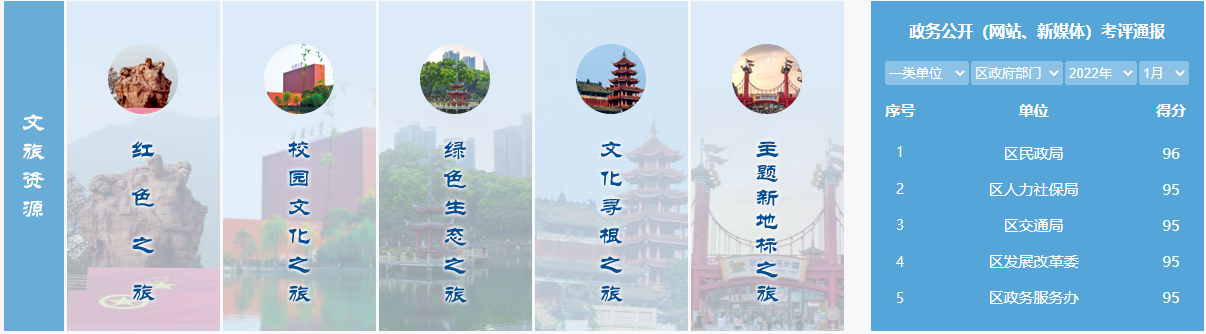 文旅资源
红色之旅
校园文化之旅
绿色生态之旅
文化寻根之旅
主题新地标之旅
政务公开（网站、新媒体）考评通报
一类单位 区政府部门 2022年 1月
序号 单位 得分
1 区民政局 96
2 区人力社保局 95
3 区交通局 95
4 区发展改革委 95
5 区政务服务办 95